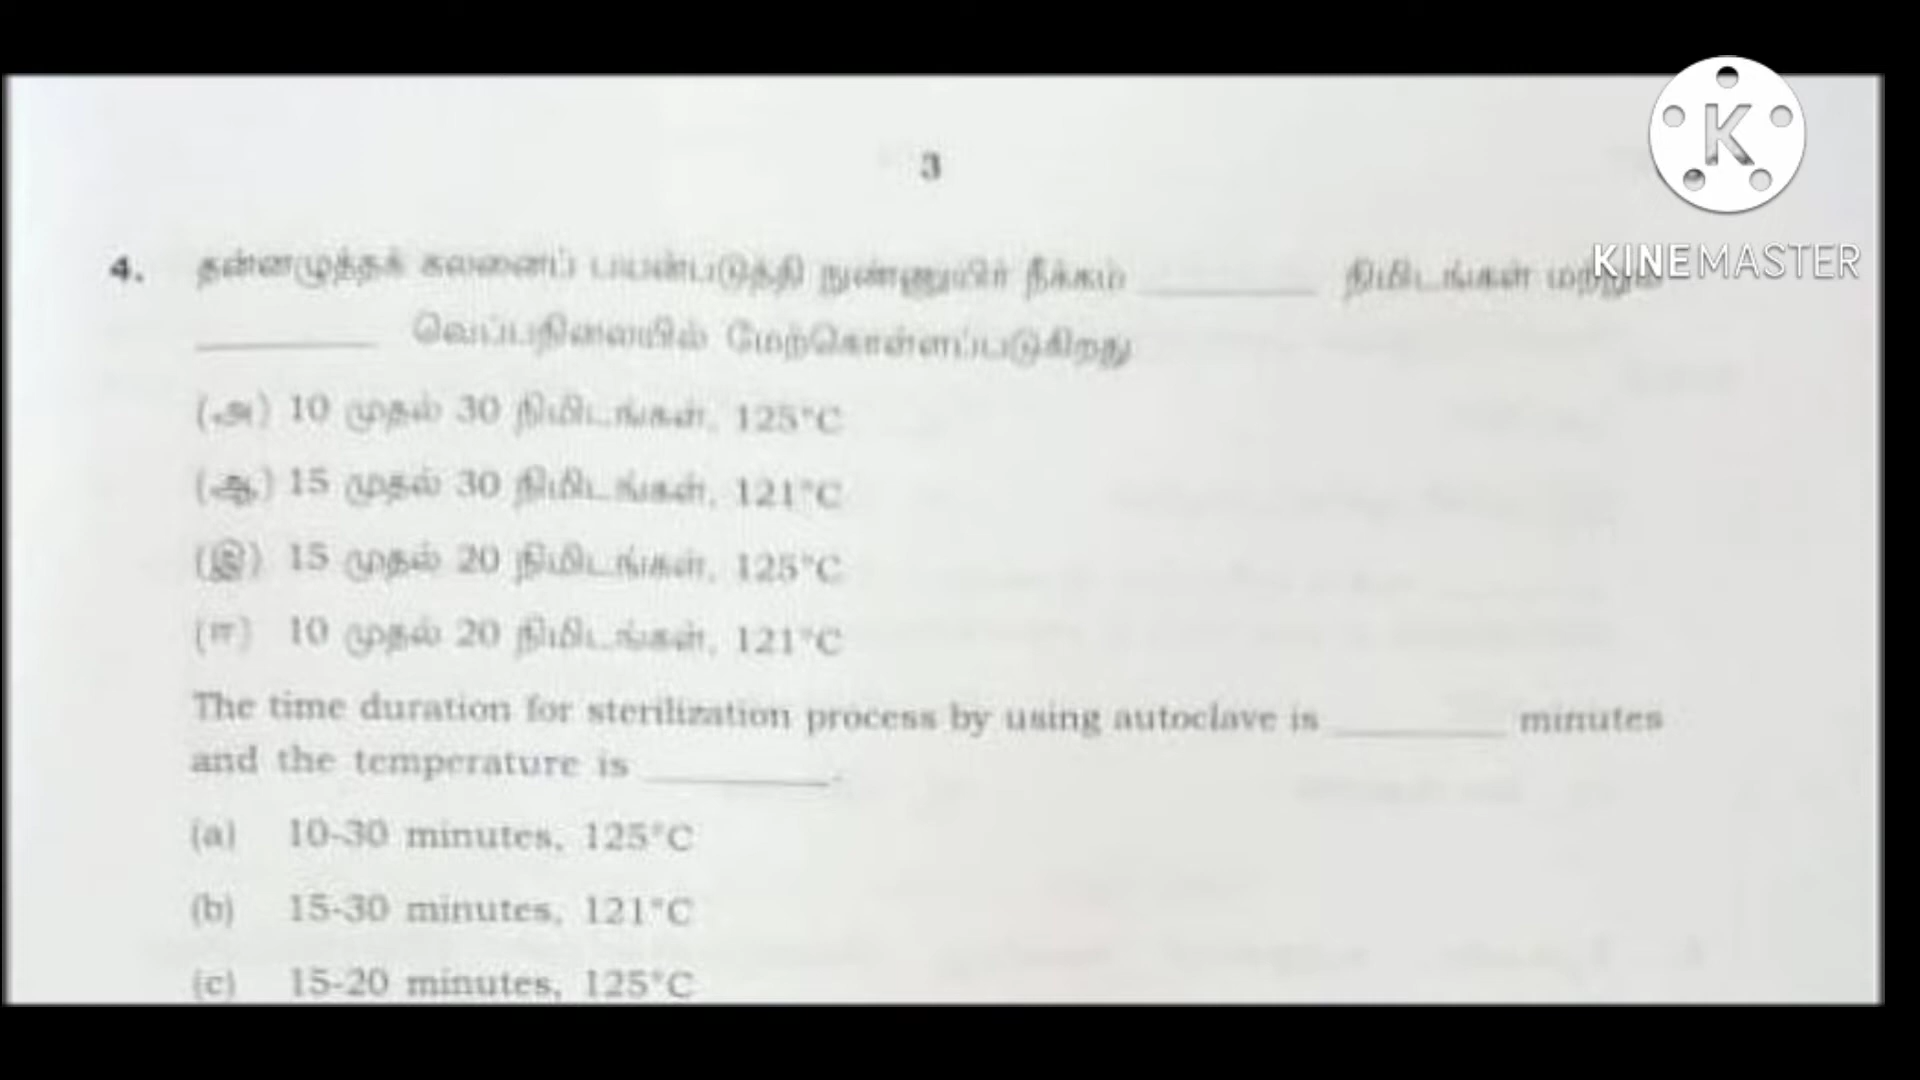 3
K
KINEMASTER
4. தன்னழுத்தக் கலனைப் பயன்படுத்தி நுண்ணுயிர் நீக்கம் ________ நிமிடங்கள் மற்றும்
________ வெப்பநிலையில் மேற்கொள்ளப்படுகிறது
(அ) 10 முதல் 30 நிமிடங்கள், 125°C
(ஆ) 15 முதல் 30 நிமிடங்கள், 121°C
(இ) 15 முதல் 20 நிமிடங்கள், 125°C
(ஈ) 10 முதல் 20 நிமிடங்கள், 121°C
The time duration for sterilization process by using autoclave is ________ minutes
and the temperature is ________.
(a) 10-30 minutes, 125°C
(b) 15-30 minutes, 121°C
(c) 15-20 minutes, 125°C